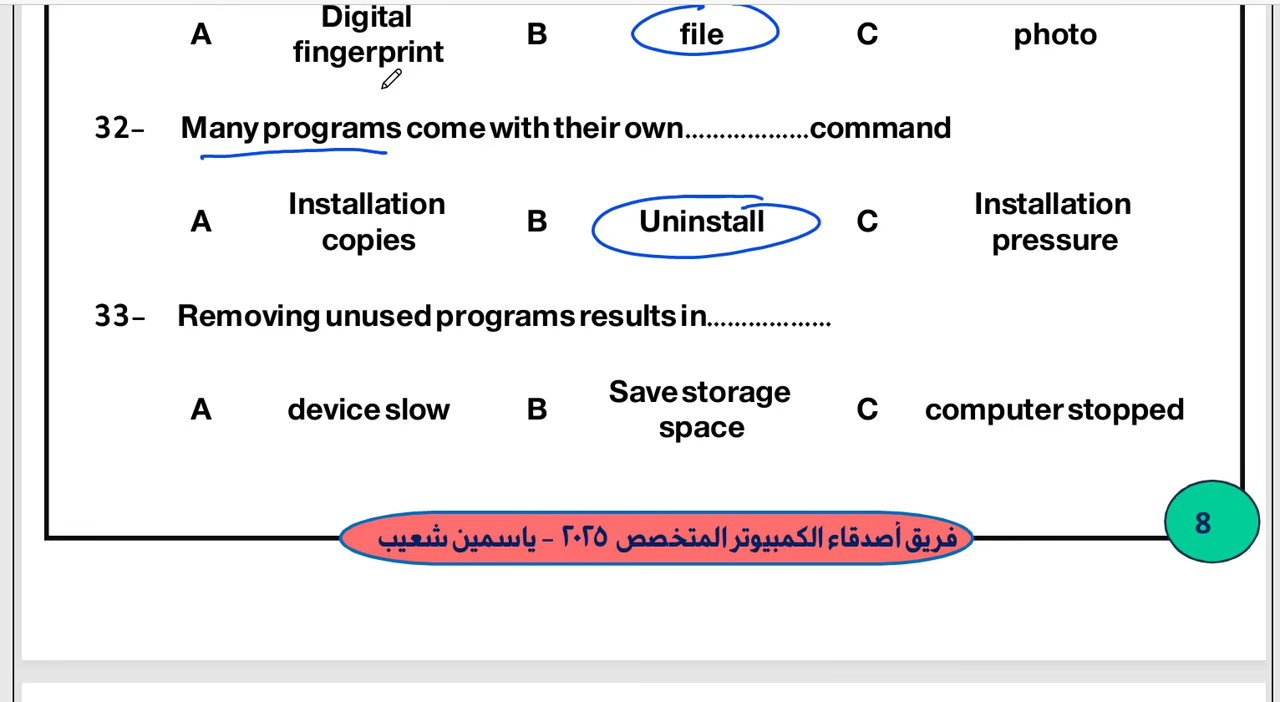 A Digital fingerprint B file C photo
32- Many programs come with their own..................command
A Installation copies B Uninstall C Installation pressure
33- Removing unused programs results in..................
A device slow B Save storage space C computer stopped
فريق أصدقاء الكمبيوتر المتخصص ٢٠٢٥ - ياسمين شعيب
8